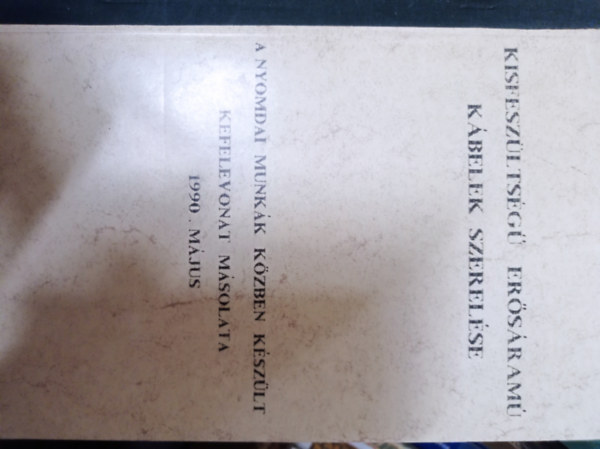 KISFESZÜLTSÉGŰ ERŐSÁRAMÚ
KÁBELEK SZERELÉSE
A NYOMDAI MUNKÁK KÖZBEN KÉSZÜLT
KEFELEVONAT MÁSOLATA
1990. MÁJUS